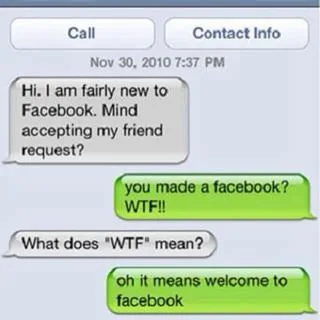 Call Contact Info
Nov 30, 2010 7:37 PM
Hi. I am fairly new to
Facebook. Mind
accepting my friend
request?
you made a facebook?
WTF!!
What does "WTF" mean?
oh it means welcome to
facebook